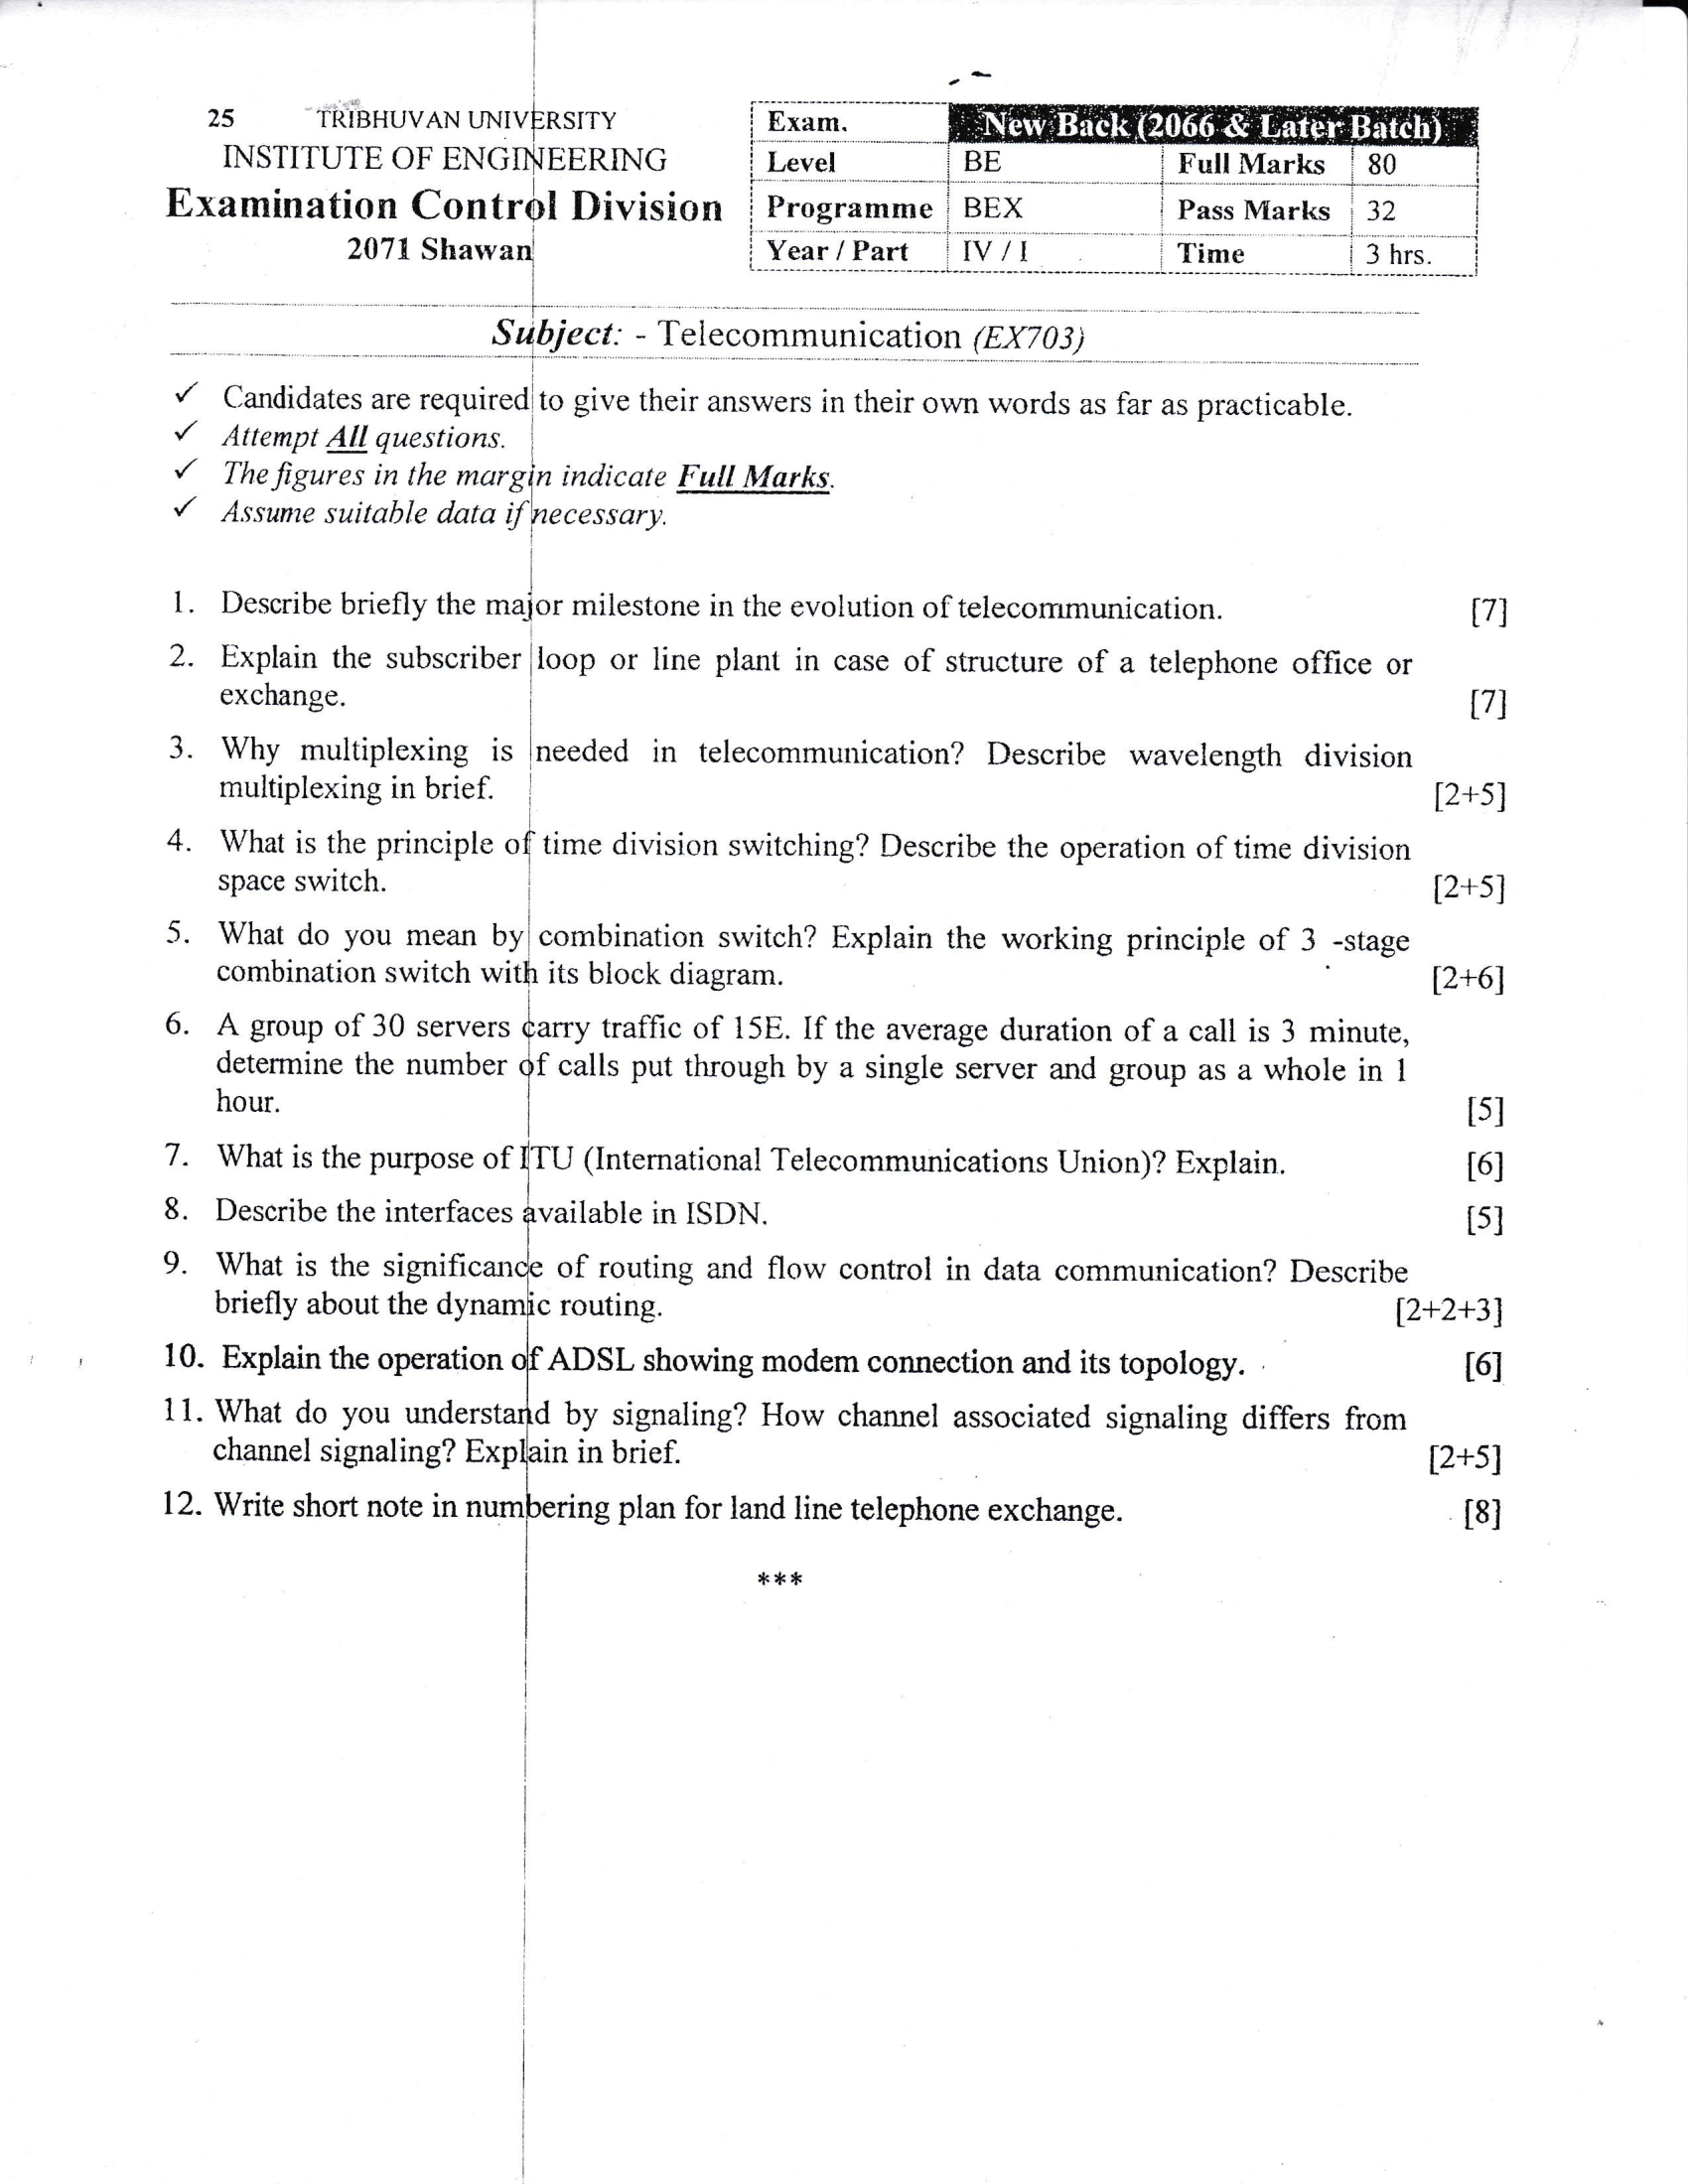 25 TRIBHUVAN UNIVERSITY
INSTITUTE OF ENGINEERING
Examination Control Division
2071 Shawan
Exam. New Back (2066 & Later Batch)
Level BE Full Marks 80
Programme BEX Pass Marks 32
Year / Part IV / I Time 3 hrs.
Subject: - Telecommunication (EX703)
✓ Candidates are required to give their answers in their own words as far as practicable.
✓ Attempt All questions.
✓ The figures in the margin indicate Full Marks.
✓ Assume suitable data if necessary.
1. Describe briefly the major milestone in the evolution of telecommunication. [7]
2. Explain the subscriber loop or line plant in case of structure of a telephone office or
exchange. [7]
3. Why multiplexing is needed in telecommunication? Describe wavelength division
multiplexing in brief. [2+5]
4. What is the principle of time division switching? Describe the operation of time division
space switch. [2+5]
5. What do you mean by combination switch? Explain the working principle of 3 -stage
combination switch with its block diagram. [2+6]
6. A group of 30 servers carry traffic of 15E. If the average duration of a call is 3 minute,
determine the number of calls put through by a single server and group as a whole in 1
hour. [5]
7. What is the purpose of ITU (International Telecommunications Union)? Explain. [6]
8. Describe the interfaces available in ISDN. [5]
9. What is the significance of routing and flow control in data communication? Describe
briefly about the dynamic routing. [2+2+3]
10. Explain the operation of ADSL showing modem connection and its topology. [6]
11. What do you understand by signaling? How channel associated signaling differs from
channel signaling? Explain in brief. [2+5]
12. Write short note in numbering plan for land line telephone exchange. [8]
***